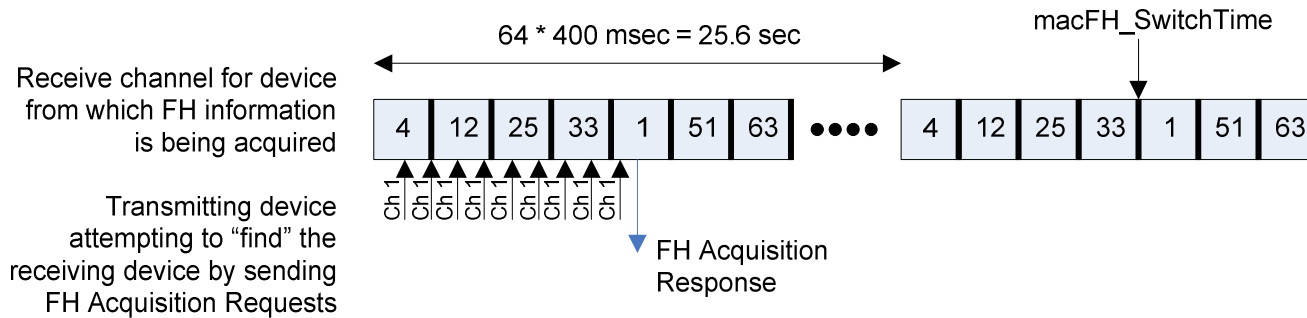 macFH_SwitchTime
64 * 400 msec = 25.6 sec
Receive channel for device
from which FH information
is being acquired
4 12 25 33 1 51 63 4 12 25 33 1 51 63
Ch 1 Ch 1 Ch 1 Ch 1 Ch 1 Ch 1 Ch 1 Ch 1 Ch 1
Transmitting device
attempting to “find” the
receiving device by sending
FH Acquisition Requests
FH Acquisition
Response